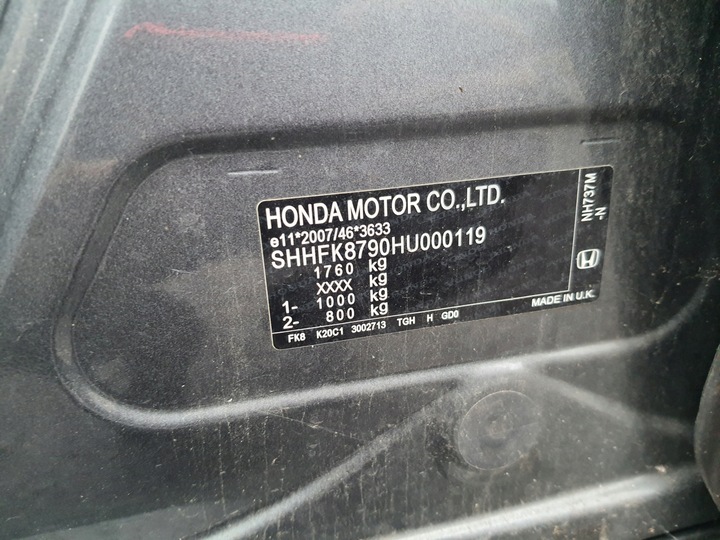 HONDA MOTOR CO.,LTD.
e11*2007/46*3633
SHHFK8790HU000119
1760 kg
XXXX kg
1- 1000 kg
2- 800 kg
FK8 K20C1 3002713 TGH H GD0
MADE IN U.K.
NH737M
-N